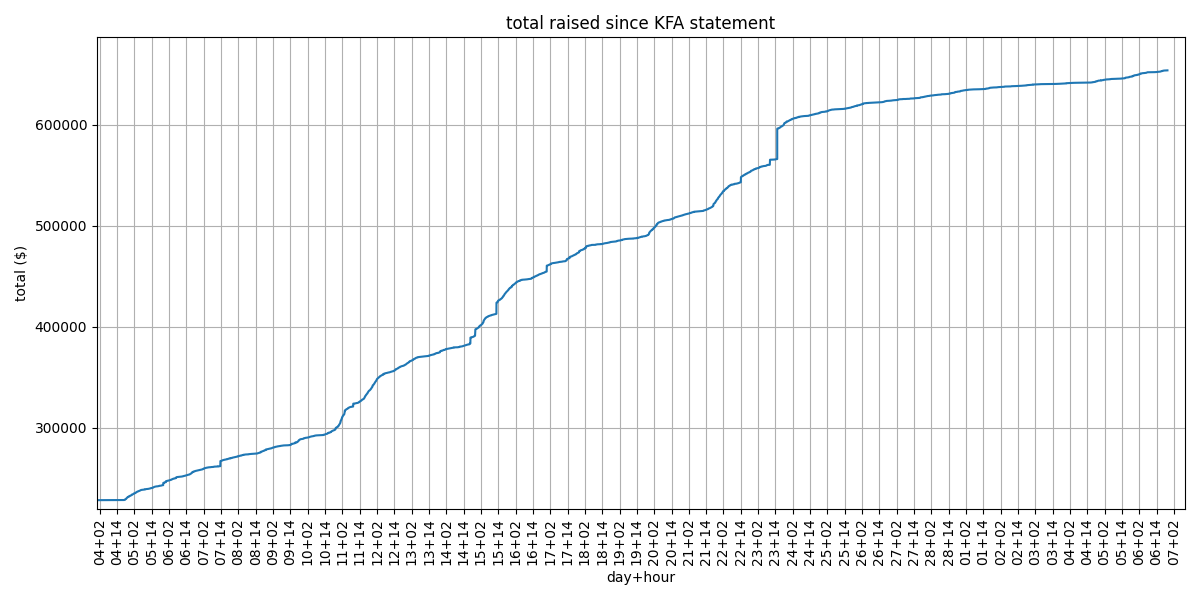 total raised since KFA statement
total ($)
600000
500000
400000
300000
04+02 04+14 05+02 05+14 06+02 06+14 07+02 07+14 08+02 08+14 09+02 09+14 10+02 10+14 11+02 11+14 12+02 12+14 13+02 13+14 14+02 14+14 15+02 15+14 16+02 16+14 17+02 17+14 18+02 18+14 19+02 19+14 20+02 20+14 21+02 21+14 22+02 22+14 23+02 23+14 24+02 24+14 25+02 25+14 26+02 26+14 27+02 27+14 28+02 28+14 01+02 01+14 02+02 02+14 03+02 03+14 04+02 04+14 05+02 05+14 06+02 06+14 07+02
day+hour